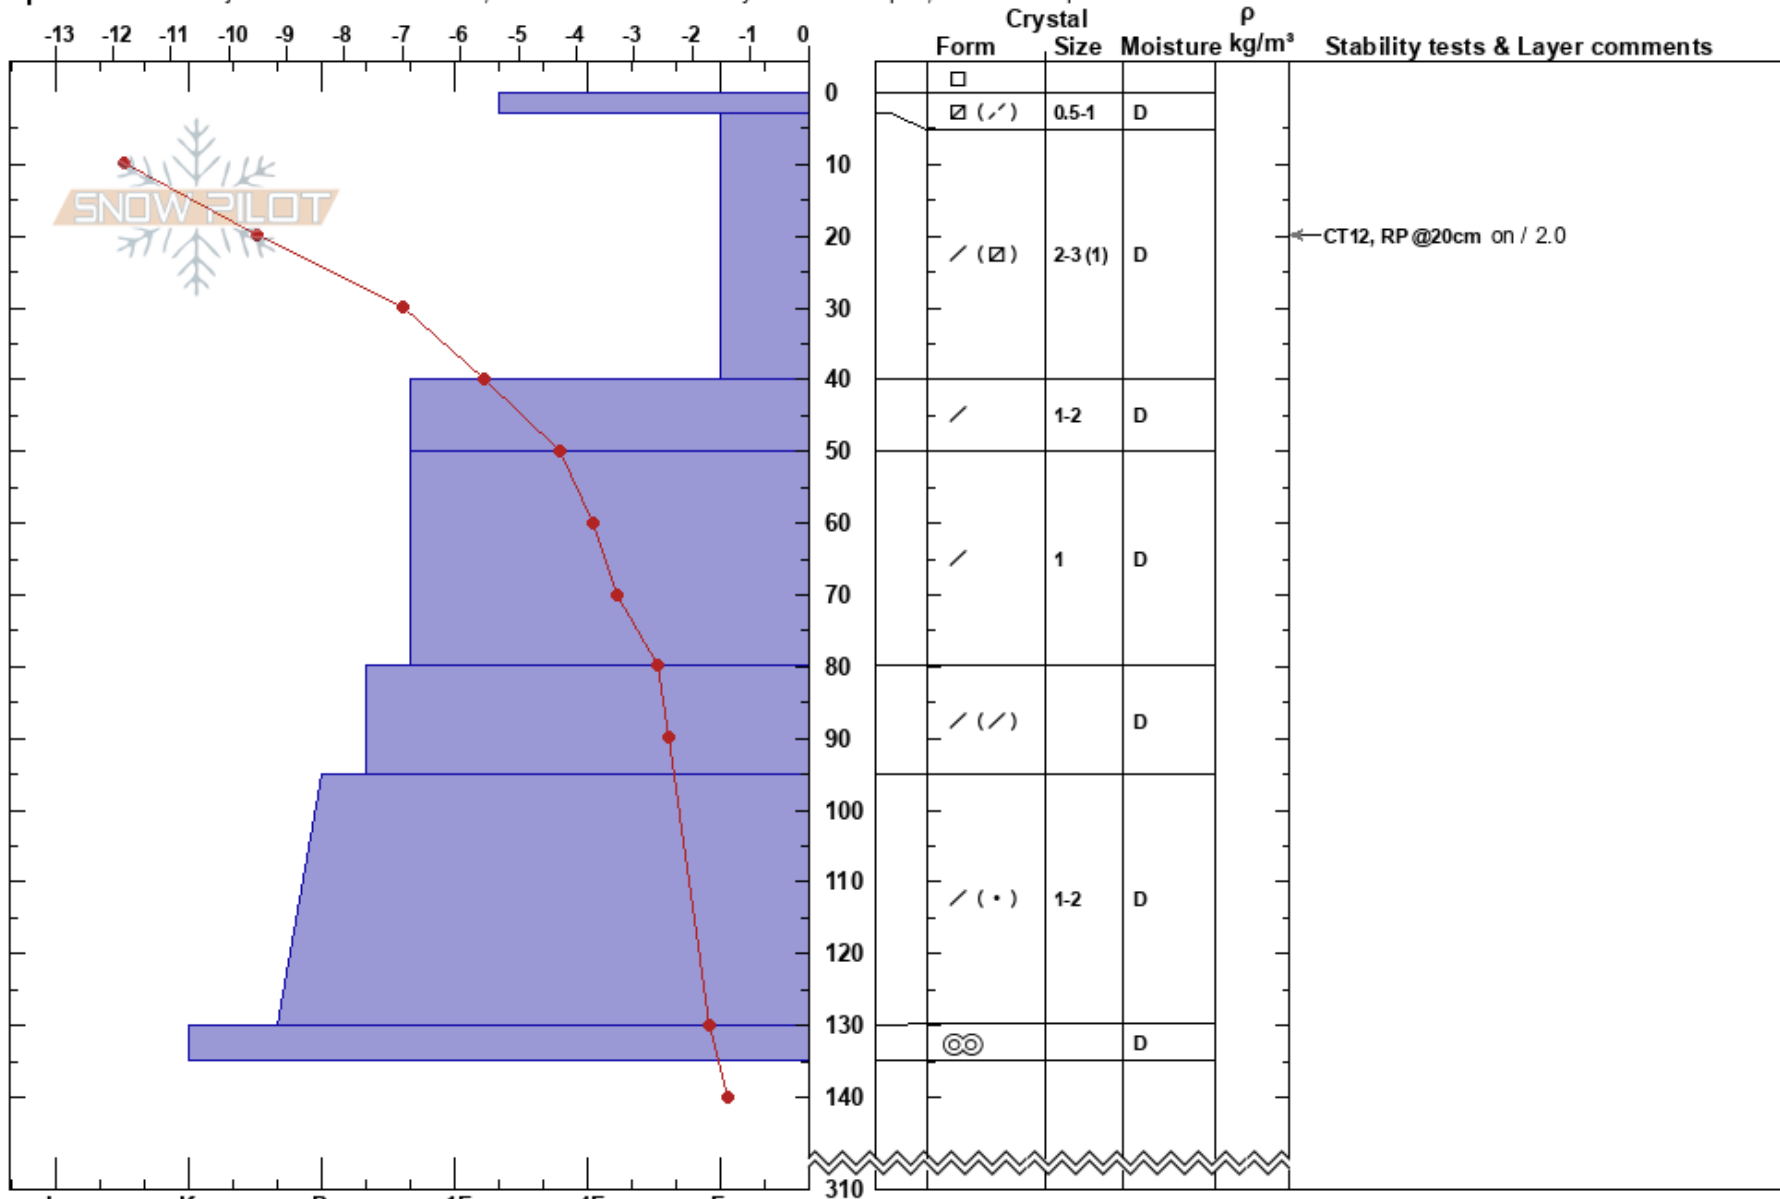 Crystal
ρ
-13 -12 -11 -10 -9 -8 -7 -6 -5 -4 -3 -2 -1 0
Form Size Moisture kg/m³ Stability tests & Layer comments
0
0.5-1 D
10
SNOW PILOT
20
CT12, RP @20cm on / 2.0
2-3 (1) D
30
40
1-2 D
50
60
1 D
70
80
D
90
100
110
1-2 D
120
130
D
140
310